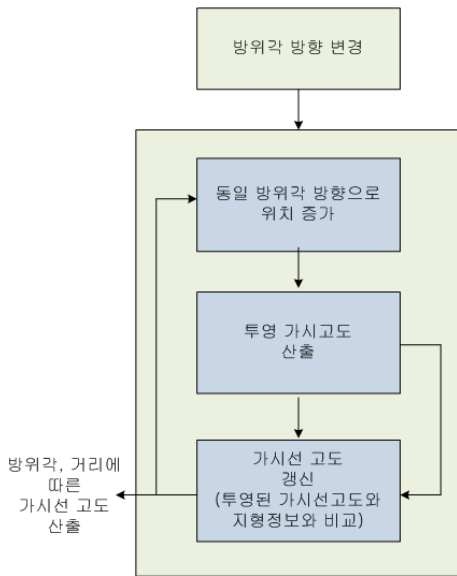 방위각 방향 변경
동일 방위각 방향으로
위치 증가
투영 가시고도
산출
가시선 고도
갱신
(투영된 가시선고도와
지형정보와 비교)
방위각, 거리에
따른
가시선 고도
산출